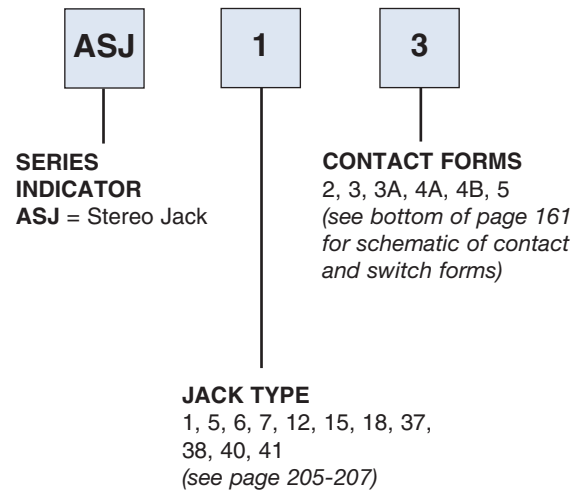 ASJ 1 3
SERIES
INDICATOR
ASJ = Stereo Jack
CONTACT FORMS
2, 3, 3A, 4A, 4B, 5
(see bottom of page 161
for schematic of contact
and switch forms)
JACK TYPE
1, 5, 6, 7, 12, 15, 18, 37,
38, 40, 41
(see page 205-207)